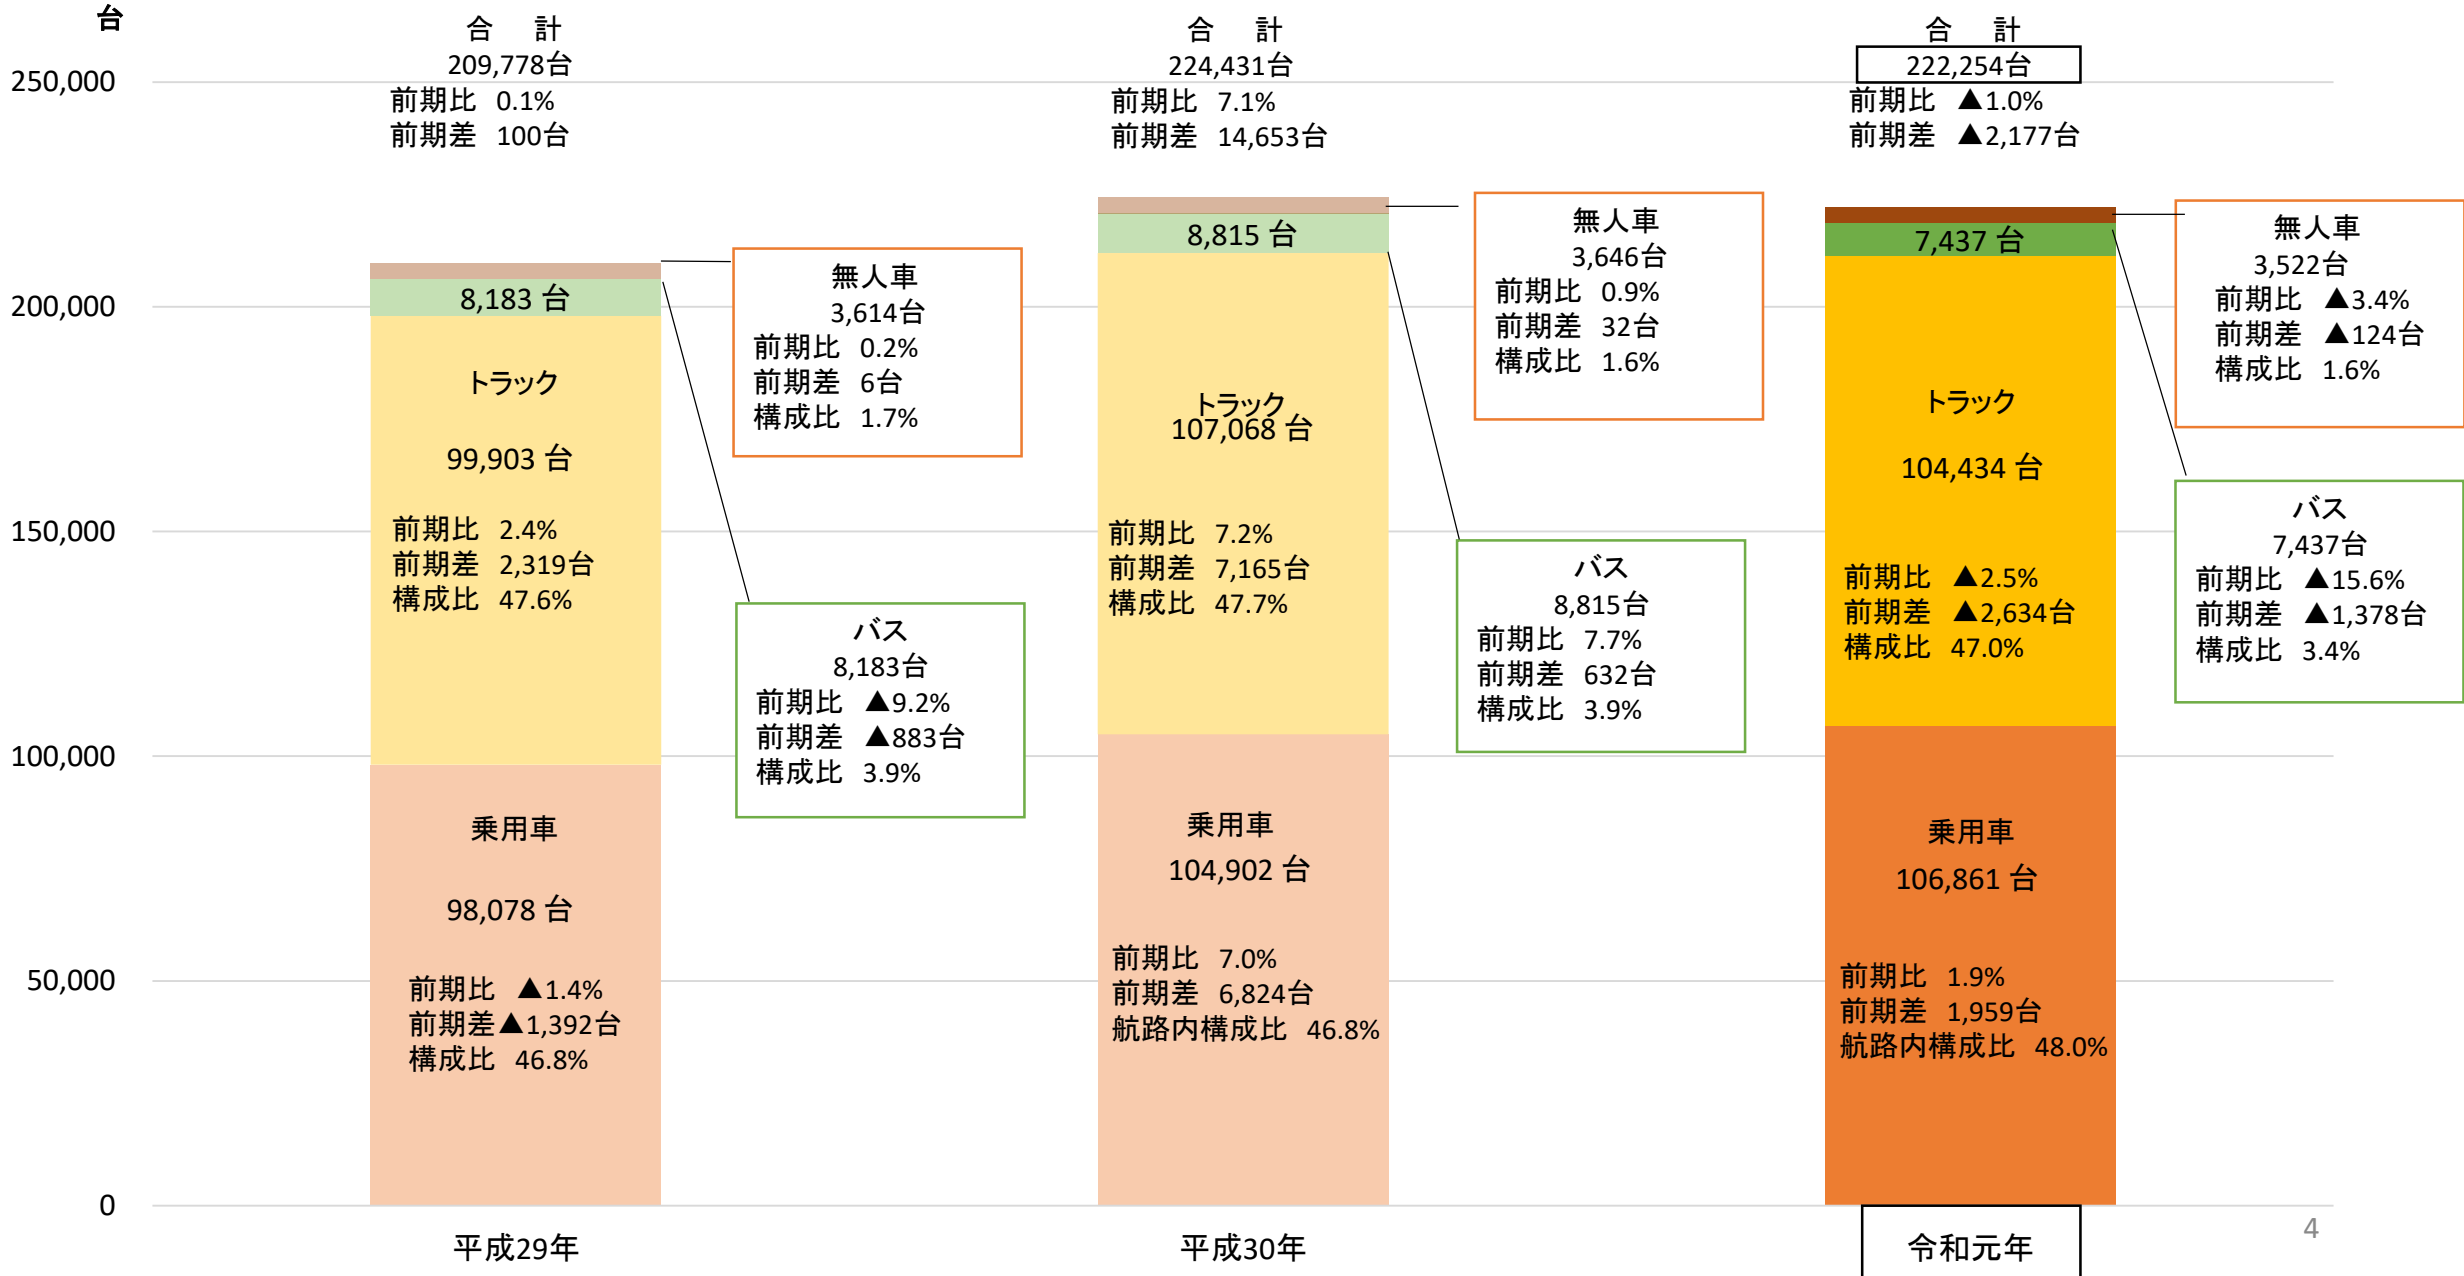 台
250,000
200,000
150,000
100,000
50,000
0
合　計
209,778台
前期比 0.1%
前期差 100台
8,183 台
トラック
99,903 台
前期比 2.4%
前期差 2,319台
構成比 47.6%
乗用車
98,078 台
前期比 ▲1.4%
前期差▲1,392台
構成比 46.8%
平成29年
無人車
3,614台
前期比 0.2%
前期差 6台
構成比 1.7%
バス
8,183台
前期比 ▲9.2%
前期差 ▲883台
構成比 3.9%
合　計
224,431台
前期比 7.1%
前期差 14,653台
8,815 台
トラック
107,068 台
前期比 7.2%
前期差 7,165台
構成比 47.7%
乗用車
104,902 台
前期比 7.0%
前期差 6,824台
航路内構成比 46.8%
平成30年
無人車
3,646台
前期比 0.9%
前期差 32台
構成比 1.6%
バス
8,815台
前期比 7.7%
前期差 632台
構成比 3.9%
合　計
222,254台
前期比 ▲1.0%
前期差 ▲2,177台
7,437 台
トラック
104,434 台
前期比 ▲2.5%
前期差 ▲2,634台
構成比 47.0%
乗用車
106,861 台
前期比 1.9%
前期差 1,959台
航路内構成比 48.0%
令和元年
無人車
3,522台
前期比 ▲3.4%
前期差 ▲124台
構成比 1.6%
バス
7,437台
前期比 ▲15.6%
前期差 ▲1,378台
構成比 3.4%
4